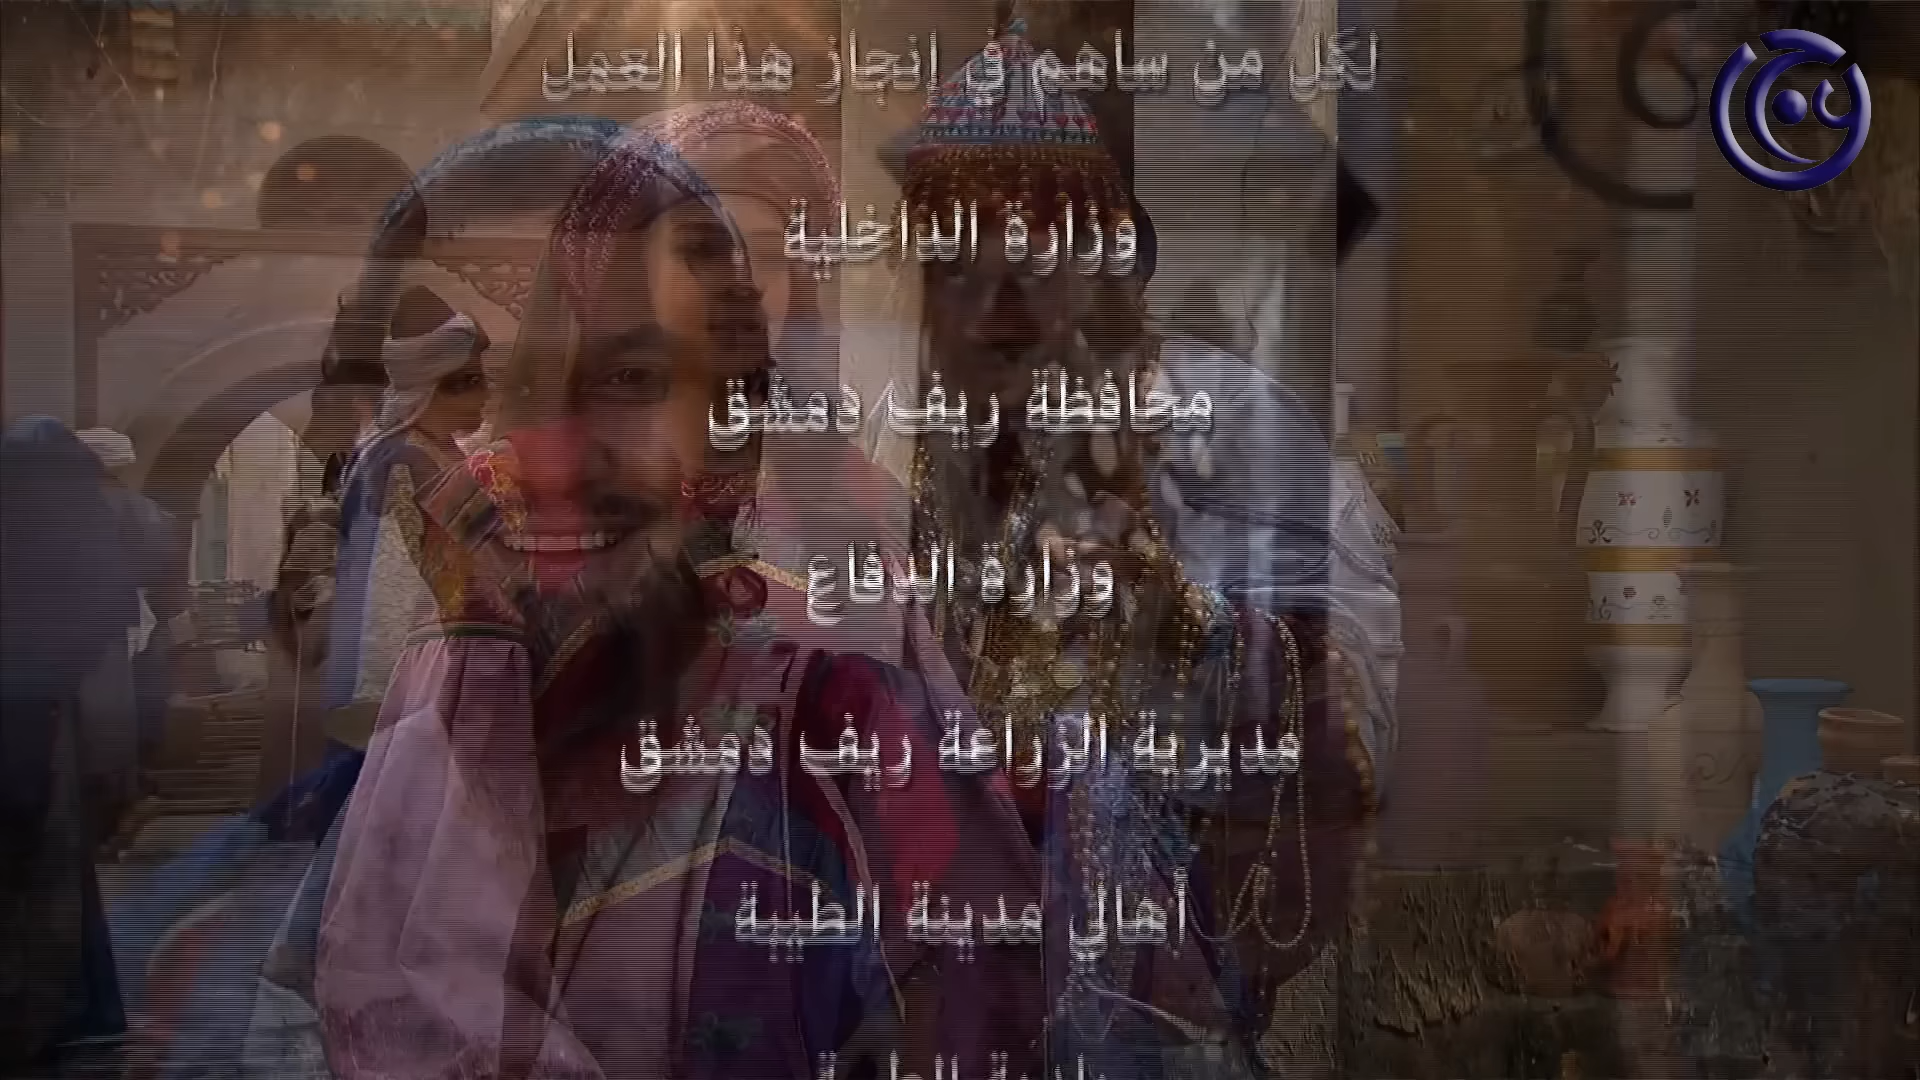 لكل من ساهم في إنجاز هذا العمل
وزارة الداخلية
محافظة ريف دمشق
وزارة الدفاع
مديرية الزراعة ريف دمشق
أهالي مدينة الطيبة